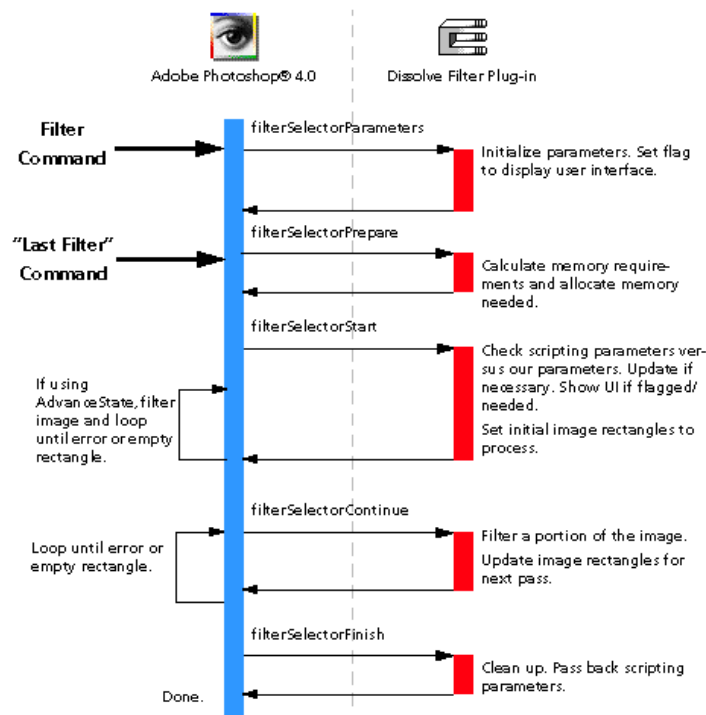 Adobe Photoshop® 4.0
Dissolve Filter Plug-in
Filter
Command
filterSelectorParameters
Initialize parameters. Set flag
to display user interface.
"Last Filter"
Command
filterSelectorPrepare
Calculate memory require-
ments and allocate memory
needed.
filterSelectorStart
Check scripting parameters ver-
sus our parameters. Update if
necessary. Show UI if flagged/
needed.
Set initial image rectangles to
process.
If using
AdvanceState, filter
image and loop
until error or empty
rectangle.
filterSelectorContinue
Filter a portion of the image.
Update image rectangles for
next pass.
Loop until error or
empty rectangle.
filterSelectorFinish
Clean up. Pass back scripting
parameters.
Done.